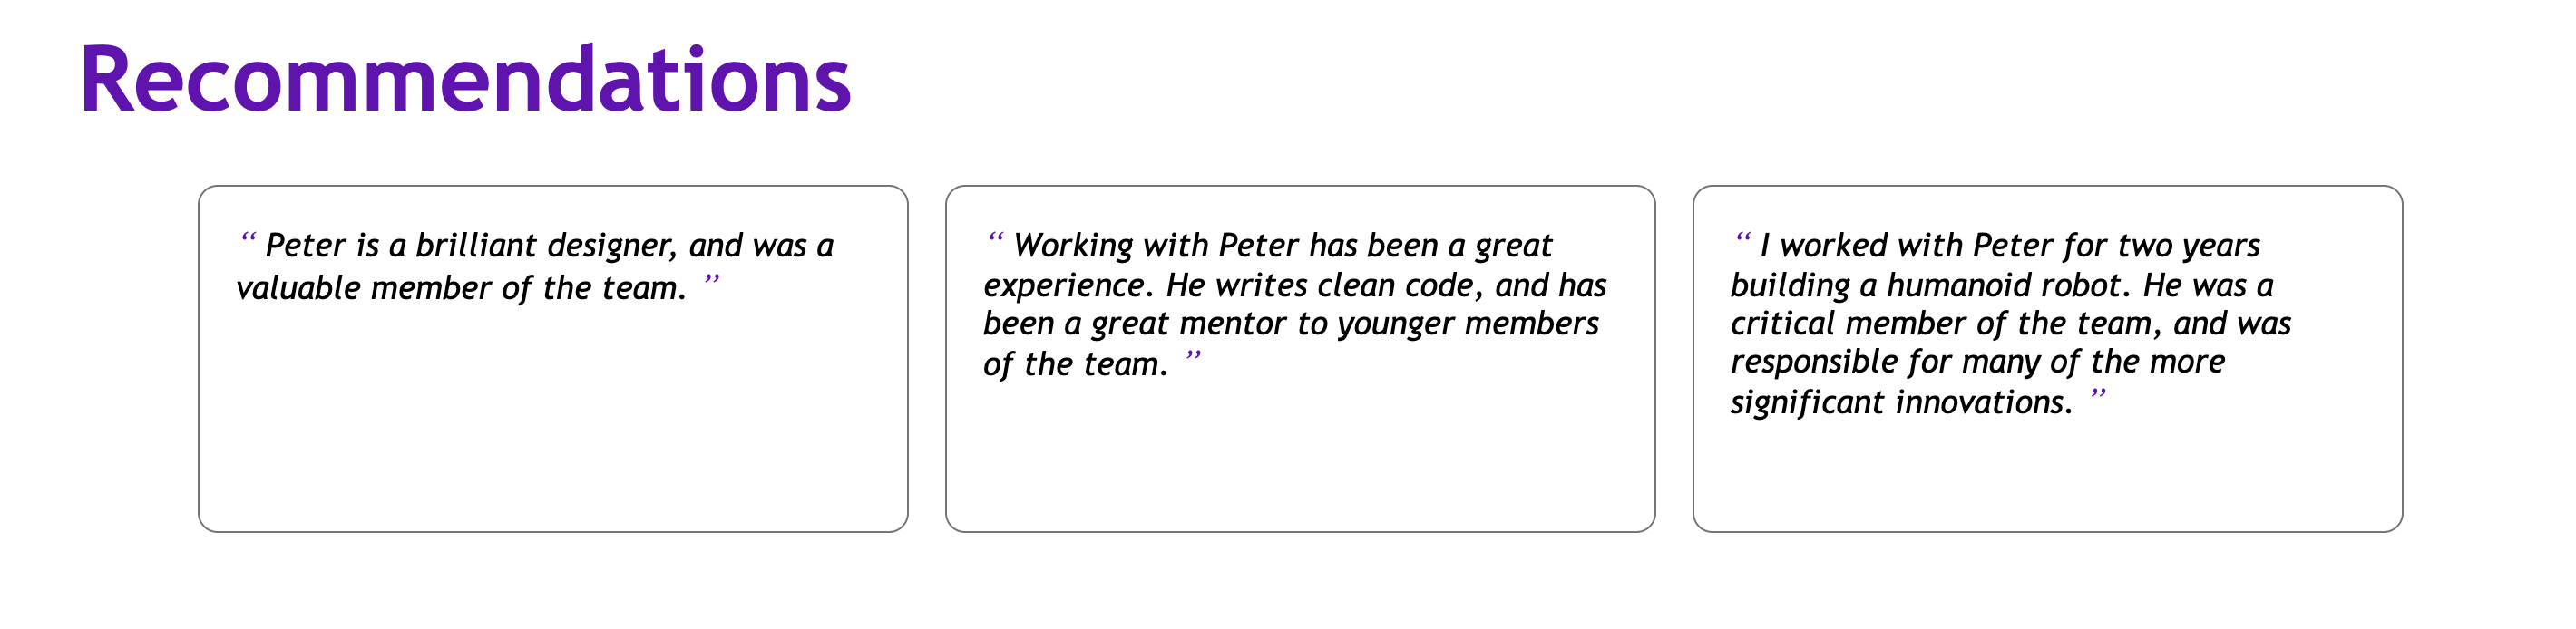 Recommendations
“ Peter is a brilliant designer, and was a
valuable member of the team. ”
“ Working with Peter has been a great
experience. He writes clean code, and has
been a great mentor to younger members
of the team. ”
“ I worked with Peter for two years
building a humanoid robot. He was a
critical member of the team, and was
responsible for many of the more
significant innovations. ”